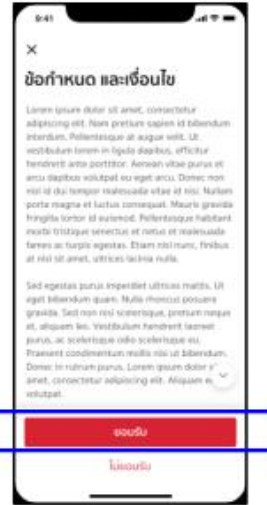 9:41
ข้อกำหนด และเงื่อนไข
Lorem ipsum dolor sit amet, consectetur
adipiscing elit. Nam pretium sapien id bibendum
interdum. Pellentesque at augue velit. Ut
vestibulum lorem in ligula dapibus, efficitur
hendrerit ante porttitor. Aenean vitae purus et
arcu dapibus volutpat eu eget arcu. Donec non
nisl id dui tempor malesuada vitae id nisi. Nullam
porta magna et luctus consequat. Mauris gravida
fringilla tortor id euismod. Pellentesque habitant
morbi tristique senectus et netus et malesuada
fames ac turpis egestas. Etiam nisl nunc, finibus
at nisl sit amet, ultrices lacinia nulla.
Sed egestas purus imperdiet ultrices mattis. Ut
eget bibendum quam. Nulla rhoncus posuere
gravida. Sed non nisl scelerisque, pretium neque
et, aliquam leo. Vestibulum hendrerit laoreet
purus, ac scelerisque odio scelerisque eu.
Praesent condimentum mollis nisi ut bibendum.
Donec in rutrum purus. Lorem ipsum dolor
amet, consectetur adipiscing elit. Aliquam
volutpat.
ยอมรับ
ไม่ยอมรับ